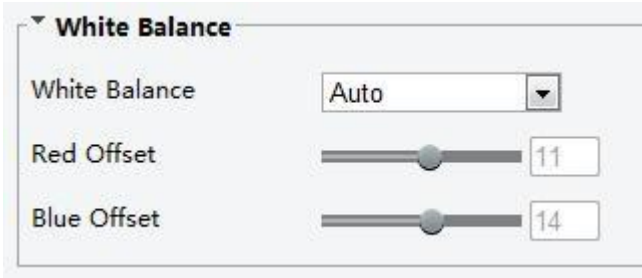 White Balance
White Balance Auto
Red Offset 11
Blue Offset 14